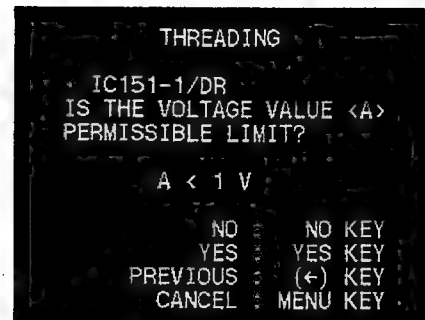 THREADING
IC151-1/DR
IS THE VOLTAGE VALUE <A>
PERMISSIBLE LIMIT?
A < 1 V
NO : NO KEY
YES : YES KEY
PREVIOUS : (←) KEY
CANCEL : MENU KEY